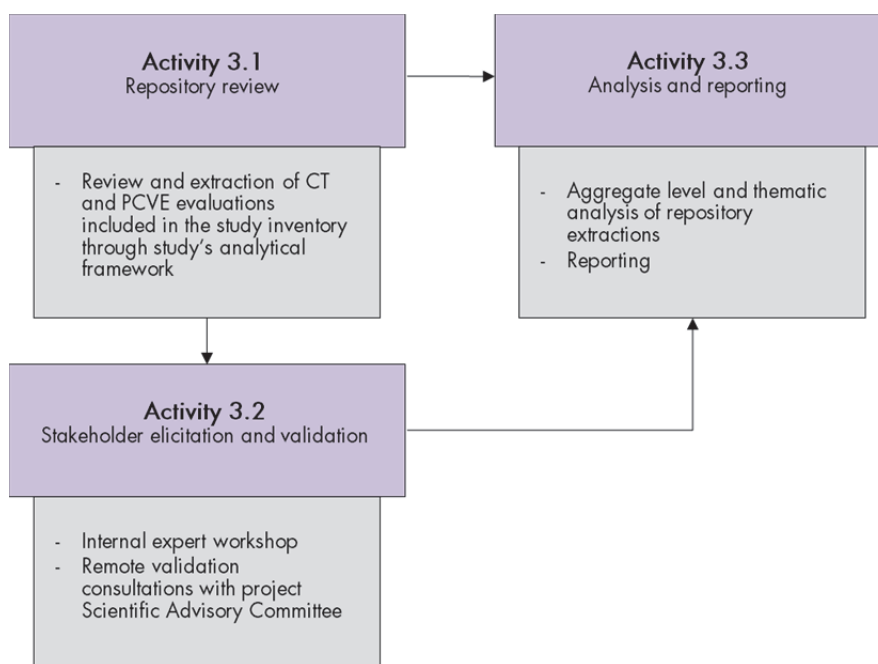 Activity 3.1
Repository review
- Review and extraction of CT
and PCVE evaluations
included in the study inventory
through study's analytical
framework
Activity 3.3
Analysis and reporting
- Aggregate level and thematic
analysis of repository
extractions
- Reporting
Activity 3.2
Stakeholder elicitation and validation
- Internal expert workshop
- Remote validation
consultations with project
Scientific Advisory Committee